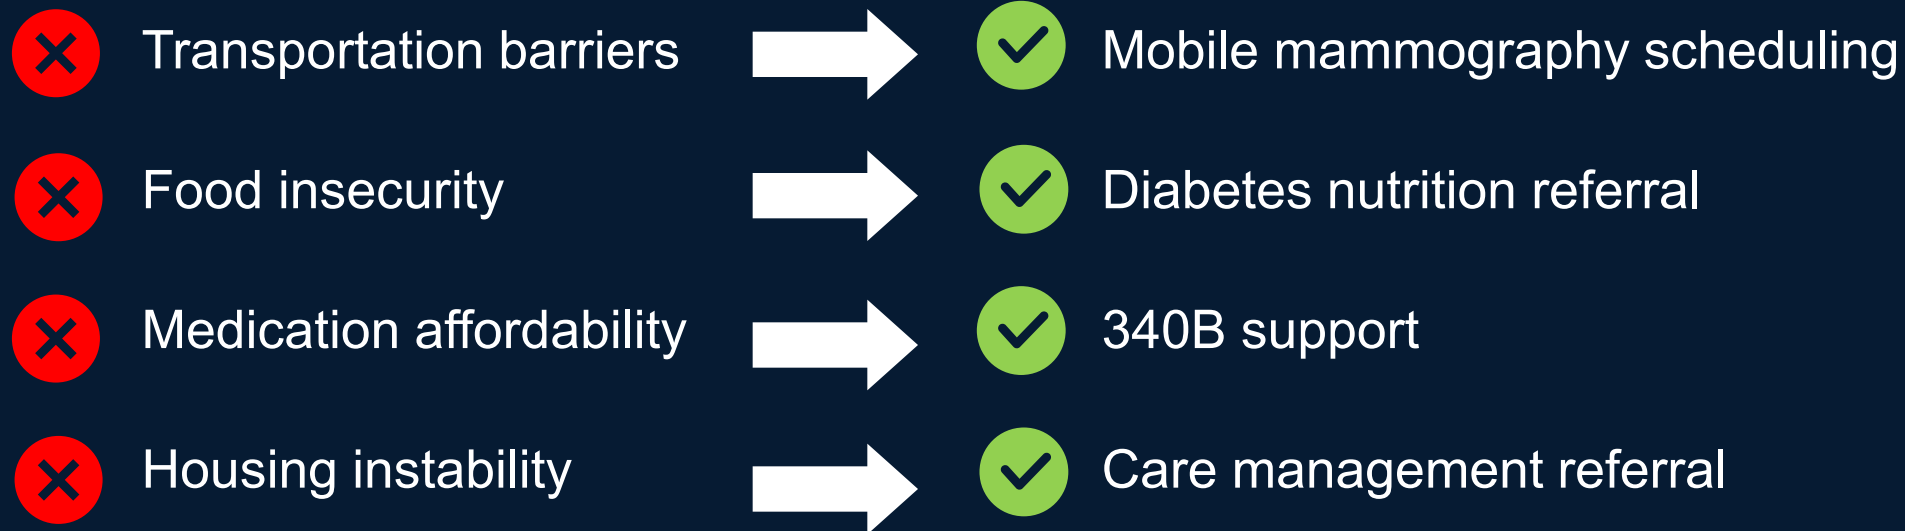 Transportation barriers
Mobile mammography scheduling
Food insecurity
Diabetes nutrition referral
Medication affordability
340B support
Housing instability
Care management referral